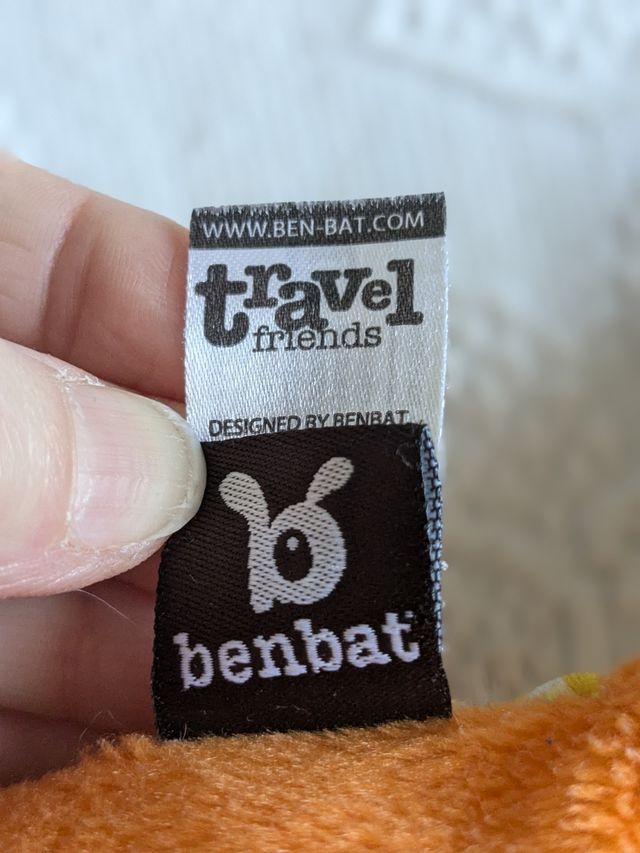 WWW.BEN-BAT.COM
travel
friends
DESIGNED BY BENBAT.
b
benbat